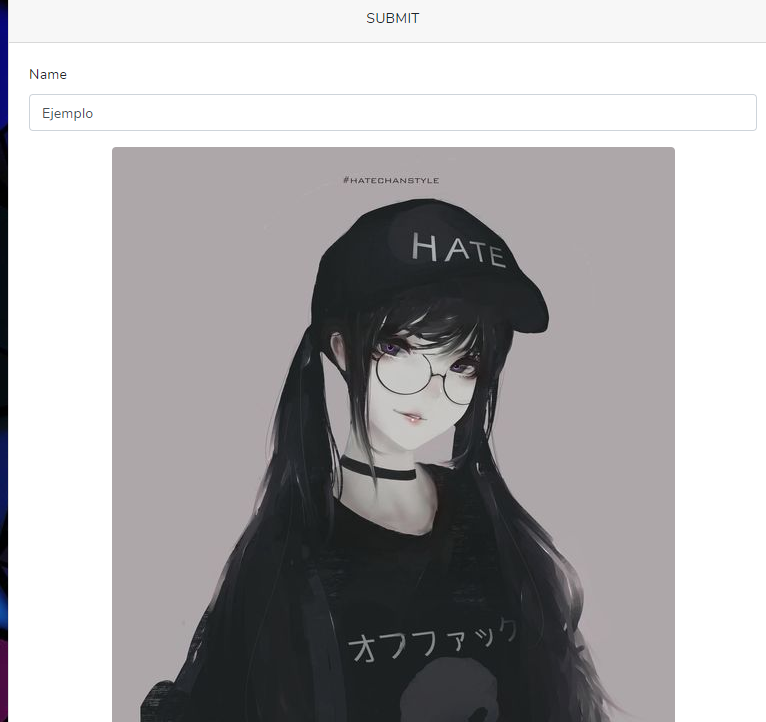 SUBMIT
Name
Ejemplo
#HATECHANSTYLE
HATE
オフファック